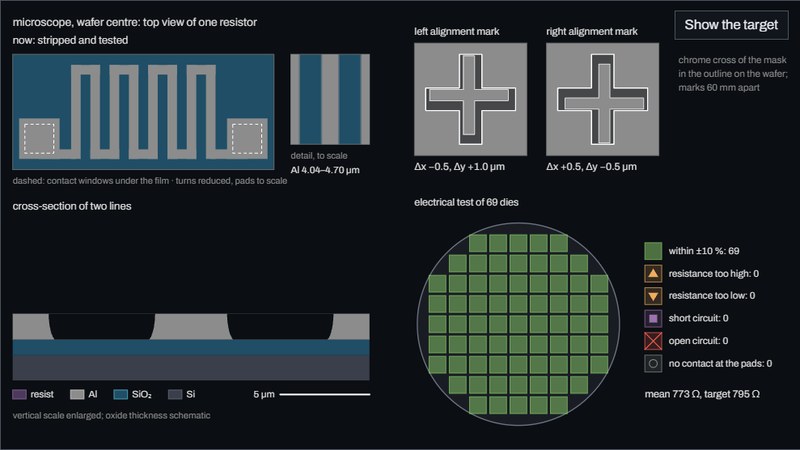 microscope, wafer centre: top view of one resistor
now: stripped and tested
detail, to scale
Al 4.04–4.70 µm
dashed: contact windows under the film · turns reduced, pads to scale
cross-section of two lines
resist
Al
SiO₂
Si
5 µm
vertical scale enlarged; oxide thickness schematic
left alignment mark
right alignment mark
Δx −0.5, Δy +1.0 µm
Δx +0.5, Δy −0.5 µm
Show the target
chrome cross of the mask
in the outline on the wafer;
marks 60 mm apart
electrical test of 69 dies
within ±10 %: 69
resistance too high: 0
resistance too low: 0
short circuit: 0
open circuit: 0
no contact at the pads: 0
mean 773 Ω, target 795 Ω